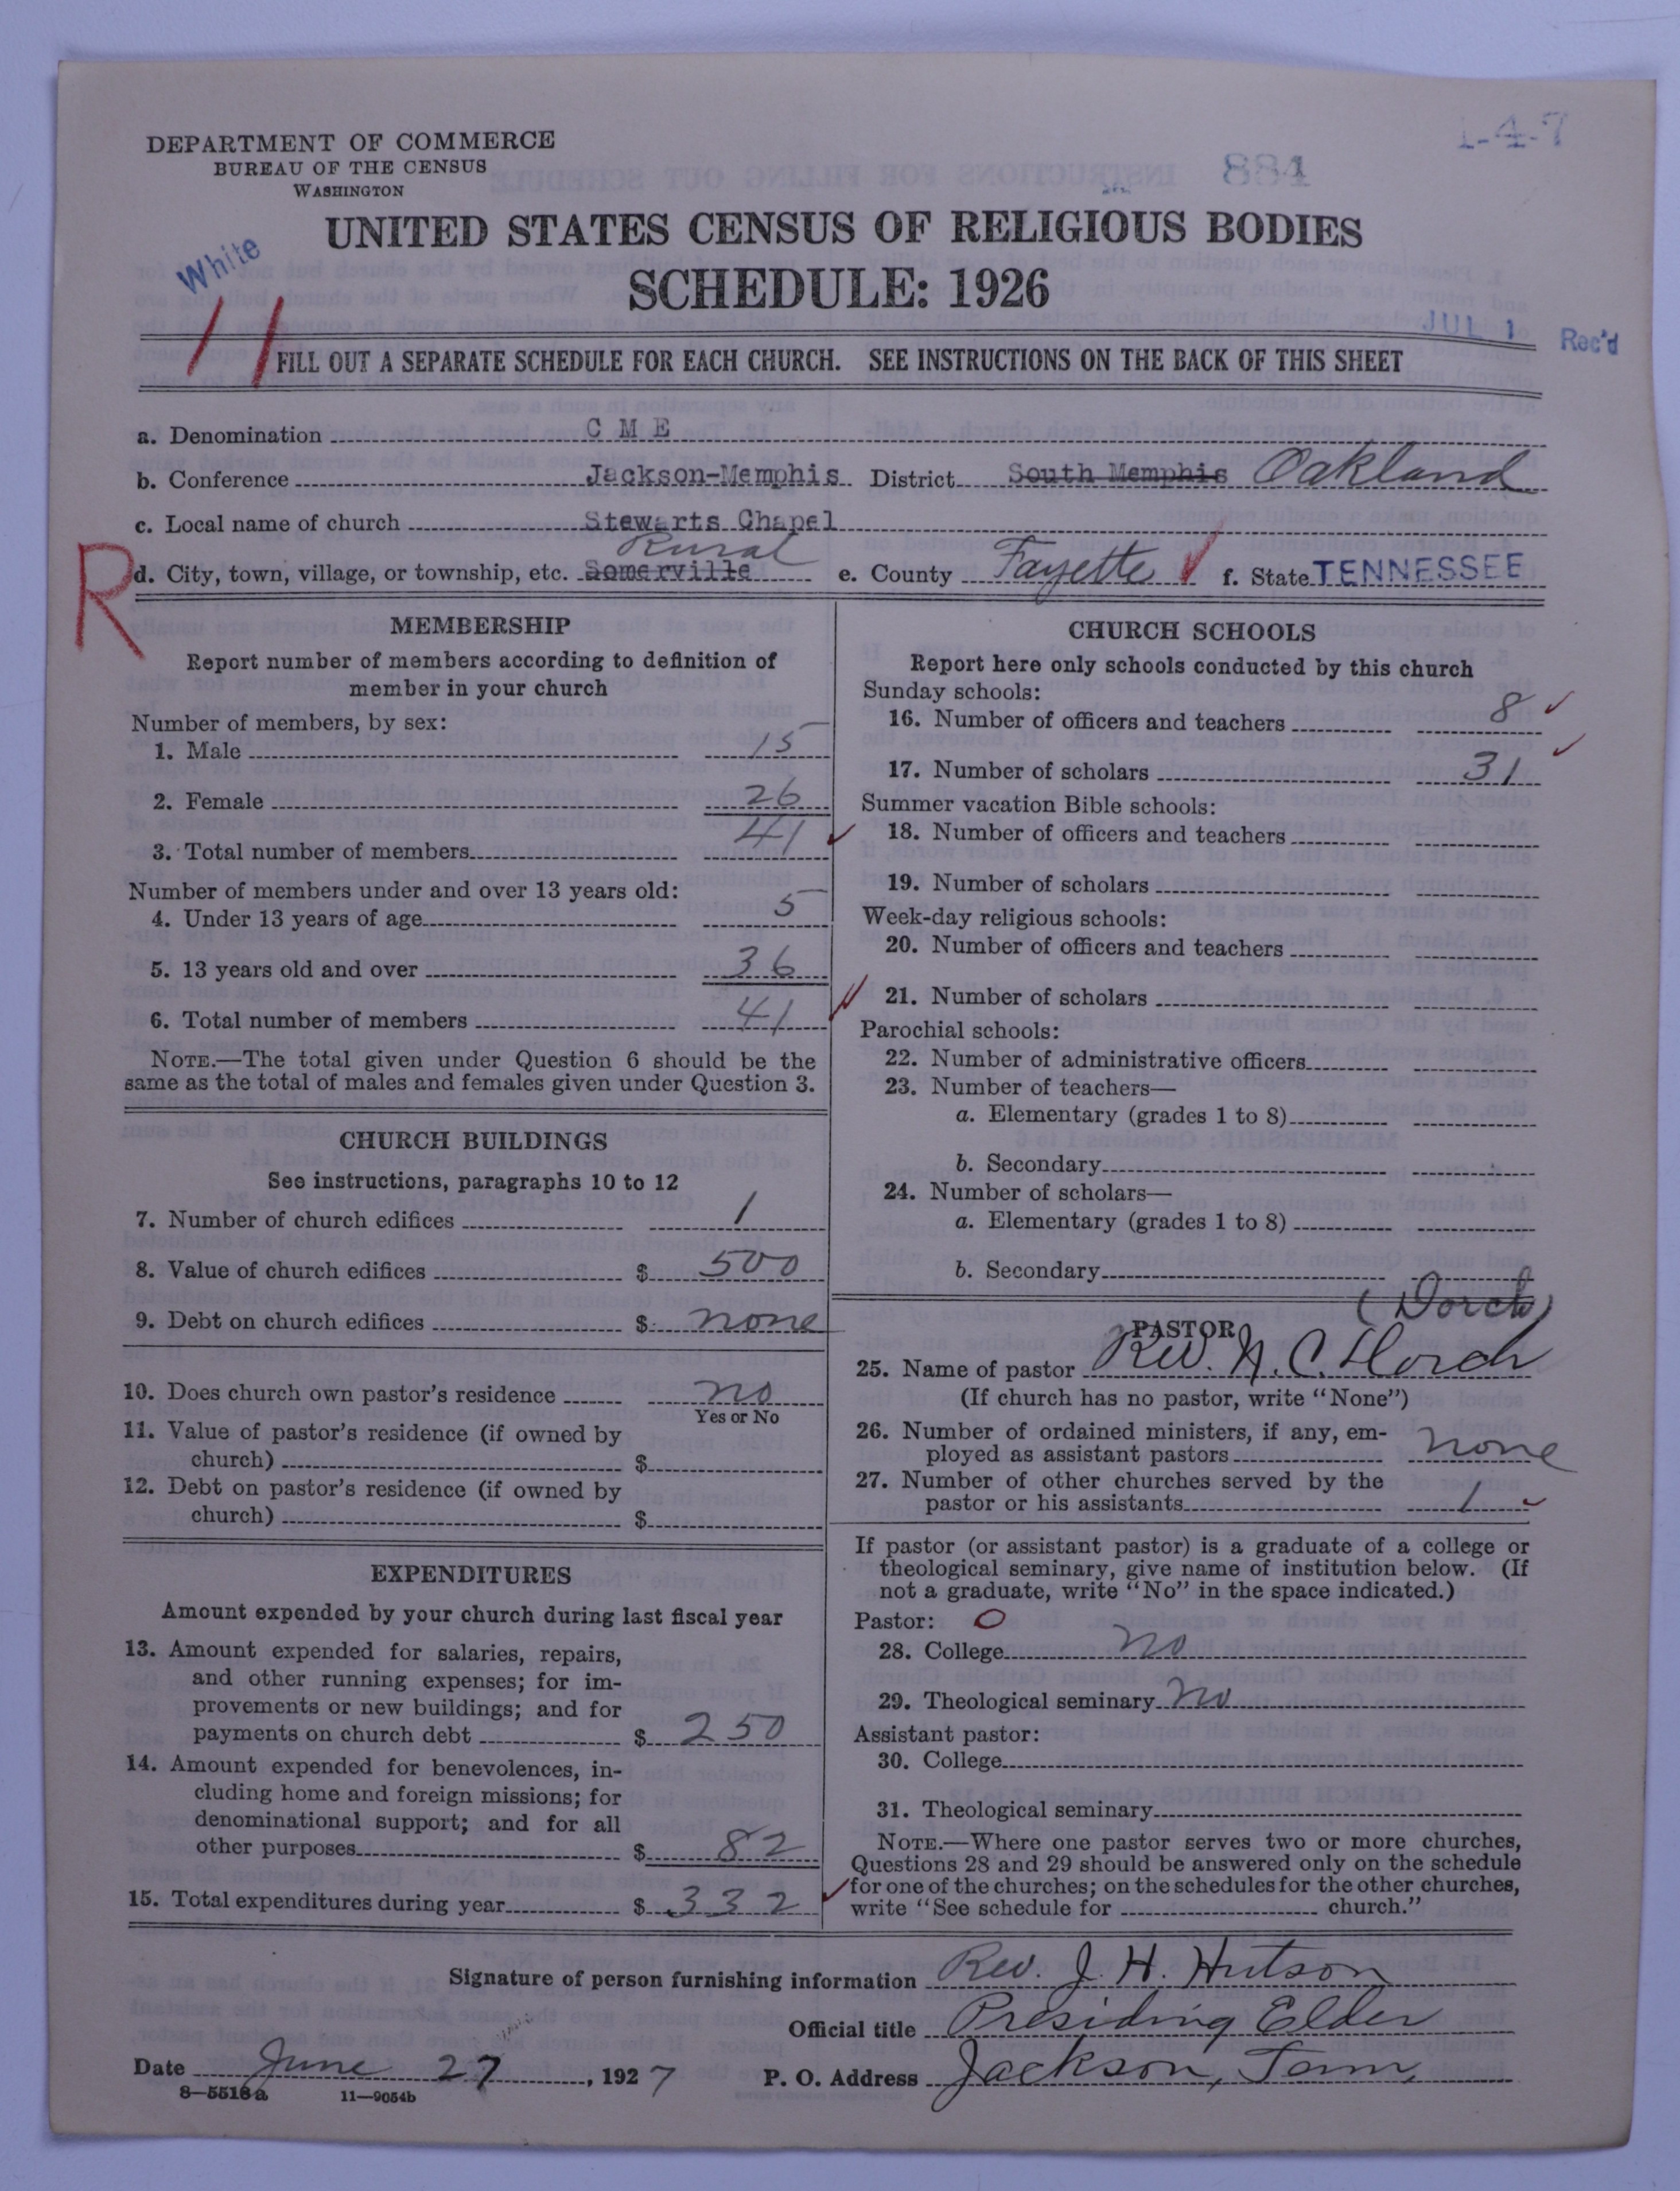 1-4-7
884
DEPARTMENT OF COMMERCE
BUREAU OF THE CENSUS
WASHINGTON
UNITED STATES CENSUS OF RELIGIOUS BODIES
White
SCHEDULE: 1926
JUL 1 Rec'd
11
FILL OUT A SEPARATE SCHEDULE FOR EACH CHURCH. SEE INSTRUCTIONS ON THE BACK OF THIS SHEET
a. Denomination C M E
b. Conference Jackson-Memphis District South Memphis Oakland
c. Local name of church Stewarts Chapel
Rural
R
d. City, town, village, or township, etc. Somerville e. County Fayette f. State TENNESSEE
MEMBERSHIP
Report number of members according to definition of
member in your church
Number of members, by sex:
1. Male 15
2. Female 26
3. Total number of members 41
Number of members under and over 13 years old:
4. Under 13 years of age 5
5. 13 years old and over 36
6. Total number of members 41
NOTE.—The total given under Question 6 should be the
same as the total of males and females given under Question 3.
CHURCH BUILDINGS
See instructions, paragraphs 10 to 12
7. Number of church edifices 1
8. Value of church edifices $ 500
9. Debt on church edifices $ none
10. Does church own pastor's residence no
Yes or No
11. Value of pastor's residence (if owned by
church) $
12. Debt on pastor's residence (if owned by
church) $
EXPENDITURES
Amount expended by your church during last fiscal year
13. Amount expended for salaries, repairs,
and other running expenses; for im-
provements or new buildings; and for
payments on church debt $ 250
14. Amount expended for benevolences, in-
cluding home and foreign missions; for
denominational support; and for all
other purposes $ 82
15. Total expenditures during year $ 332
CHURCH SCHOOLS
Report here only schools conducted by this church
Sunday schools:
16. Number of officers and teachers 8
17. Number of scholars 31
Summer vacation Bible schools:
18. Number of officers and teachers
19. Number of scholars
Week-day religious schools:
20. Number of officers and teachers
21. Number of scholars
Parochial schools:
22. Number of administrative officers
23. Number of teachers—
a. Elementary (grades 1 to 8)
b. Secondary
24. Number of scholars—
a. Elementary (grades 1 to 8)
b. Secondary
(Dorch)
PASTOR
25. Name of pastor Rev. N. C. Dorch
(If church has no pastor, write "None")
26. Number of ordained ministers, if any, em-
ployed as assistant pastors none
27. Number of other churches served by the
pastor or his assistants 1
If pastor (or assistant pastor) is a graduate of a college or
theological seminary, give name of institution below. (If
not a graduate, write "No" in the space indicated.)
Pastor: O
28. College no
29. Theological seminary no
Assistant pastor:
30. College
31. Theological seminary
NOTE.—Where one pastor serves two or more churches,
Questions 28 and 29 should be answered only on the schedule
for one of the churches; on the schedules for the other churches,
write "See schedule for church."
Signature of person furnishing information Rev. J. H. Hutson
Official title Presiding Elder
Date June 27, 1927 P. O. Address Jackson, Tenn.
8—5518a 11—9054b